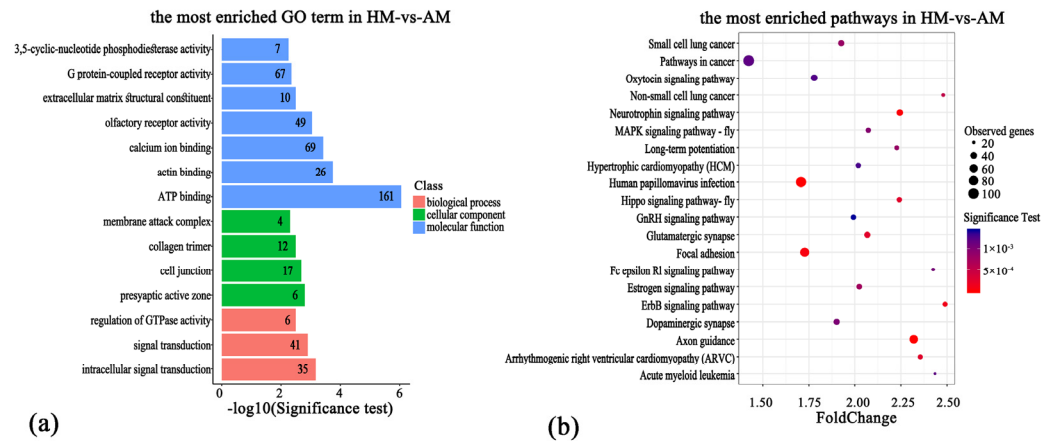 the most enriched GO term in HM-vs-AM
3,5-cyclic-nucleotide phosphodiesterase activity
7
G protein-coupled receptor activity
67
extracellular matrix structural constituent
10
olfactory receptor activity
49
calcium ion binding
69
actin binding
26
ATP binding
161
membrane attack complex
4
collagen trimer
12
cell junction
17
presyaptic active zone
6
regulation of GTPase activity
6
signal transduction
41
intracellular signal transduction
35
0 2 4 6
-log10(Significance test)
Class
biological process
cellular component
molecular function
(a)
the most enriched pathways in HM-vs-AM
Small cell lung cancer
Pathways in cancer
Oxytocin signaling pathway
Non-small cell lung cancer
Neurotrophin signaling pathway
MAPK signaling pathway - fly
Long-term potentiation
Hypertrophic cardiomyopathy (HCM)
Human papillomavirus infection
Hippo signaling pathway- fly
GnRH signaling pathway
Glutamatergic synapse
Focal adhesion
Fc epsilon RI signaling pathway
Estrogen signaling pathway
ErbB signaling pathway
Dopaminergic synapse
Axon guidance
Arrhythmogenic right ventricular cardiomyopathy (ARVC)
Acute myeloid leukemia
1.50 1.75 2.00 2.25 2.50
FoldChange
Observed genes
20
40
60
80
100
Significance Test
1×10⁻³
5×10⁻⁴
(b)